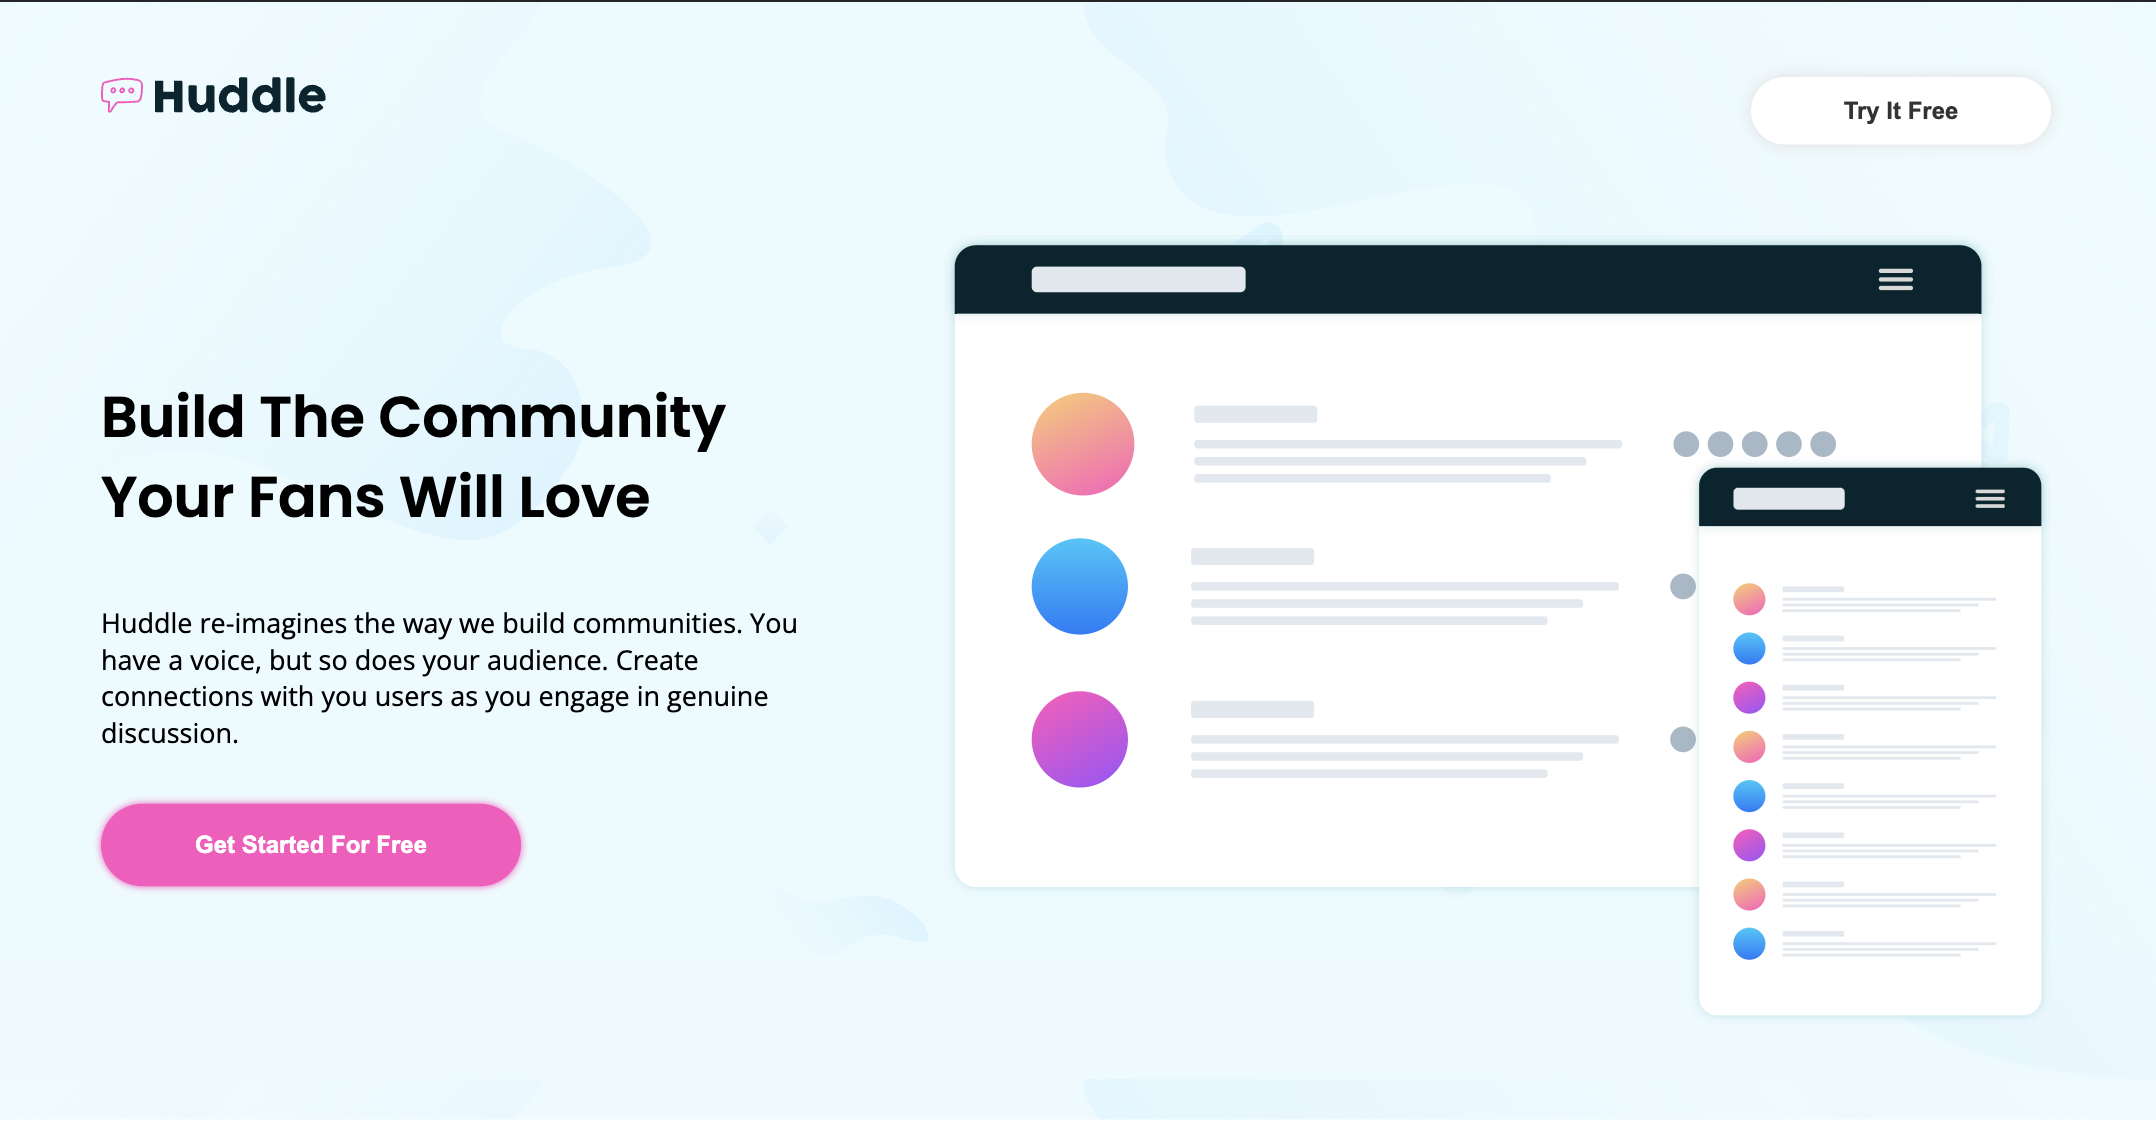 Huddle
Try It Free
Build The Community
Your Fans Will Love
Huddle re-imagines the way we build communities. You
have a voice, but so does your audience. Create
connections with you users as you engage in genuine
discussion.
Get Started For Free